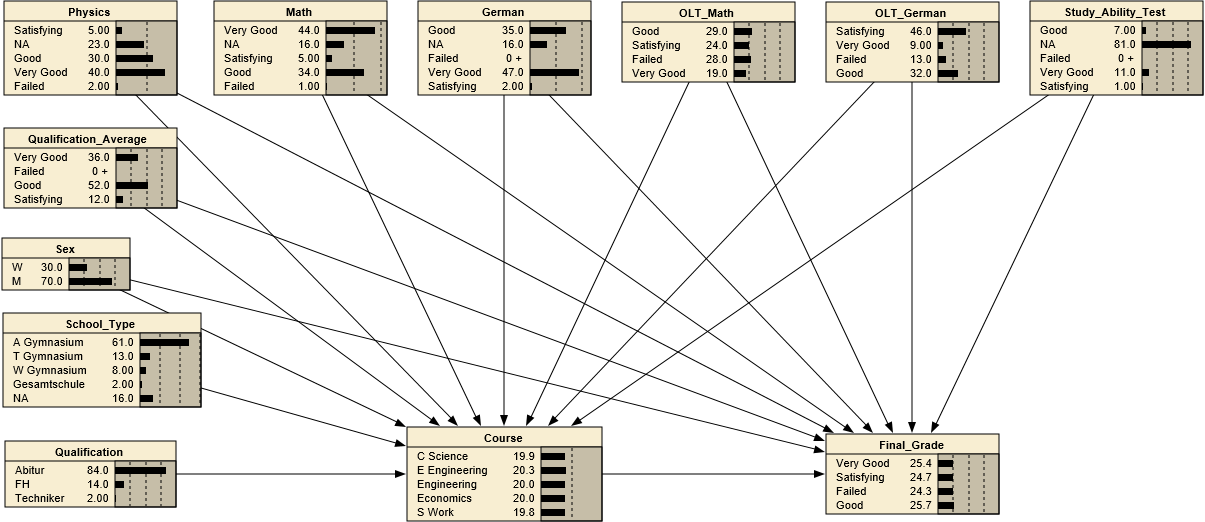 Physics
Satisfying 5.00
NA 23.0
Good 30.0
Very Good 40.0
Failed 2.00
Math
Very Good 44.0
NA 16.0
Satisfying 5.00
Good 34.0
Failed 1.00
German
Good 35.0
NA 16.0
Failed 0 +
Very Good 47.0
Satisfying 2.00
OLT_Math
Good 29.0
Satisfying 24.0
Failed 28.0
Very Good 19.0
OLT_German
Satisfying 46.0
Very Good 9.00
Failed 13.0
Good 32.0
Study_Ability_Test
Good 7.00
NA 81.0
Failed 0 +
Very Good 11.0
Satisfying 1.00
Qualification_Average
Very Good 36.0
Failed 0 +
Good 52.0
Satisfying 12.0
Sex
W 30.0
M 70.0
School_Type
A Gymnasium 61.0
T Gymnasium 13.0
W Gymnasium 8.00
Gesamtschule 2.00
NA 16.0
Qualification
Abitur 84.0
FH 14.0
Techniker 2.00
Course
C Science 19.9
E Engineering 20.3
Engineering 20.0
Economics 20.0
S Work 19.8
Final_Grade
Very Good 25.4
Satisfying 24.7
Failed 24.3
Good 25.7